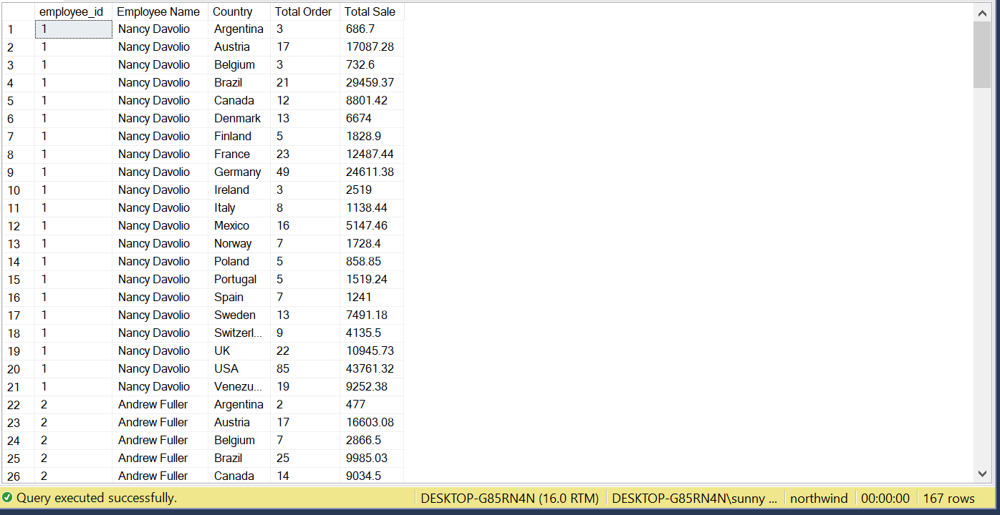 employee_id Employee Name Country Total Order Total Sale
1 1 Nancy Davolio Argentina 3 686.7
2 1 Nancy Davolio Austria 17 17087.28
3 1 Nancy Davolio Belgium 3 732.6
4 1 Nancy Davolio Brazil 21 29459.37
5 1 Nancy Davolio Canada 12 8801.42
6 1 Nancy Davolio Denmark 13 6674
7 1 Nancy Davolio Finland 5 1828.9
8 1 Nancy Davolio France 23 12487.44
9 1 Nancy Davolio Germany 49 24611.38
10 1 Nancy Davolio Ireland 3 2519
11 1 Nancy Davolio Italy 8 1138.44
12 1 Nancy Davolio Mexico 16 5147.46
13 1 Nancy Davolio Norway 7 1728.4
14 1 Nancy Davolio Poland 5 858.85
15 1 Nancy Davolio Portugal 5 1519.24
16 1 Nancy Davolio Spain 7 1241
17 1 Nancy Davolio Sweden 13 7491.18
18 1 Nancy Davolio Switzerl... 9 4135.5
19 1 Nancy Davolio UK 22 10945.73
20 1 Nancy Davolio USA 85 43761.32
21 1 Nancy Davolio Venezu... 19 9252.38
22 2 Andrew Fuller Argentina 2 477
23 2 Andrew Fuller Austria 17 16603.08
24 2 Andrew Fuller Belgium 7 2866.5
25 2 Andrew Fuller Brazil 25 9985.03
26 2 Andrew Fuller Canada 14 9034.5
Query executed successfully. DESKTOP-G85RN4N (16.0 RTM) DESKTOP-G85RN4N\sunny ... northwind 00:00:00 167 rows